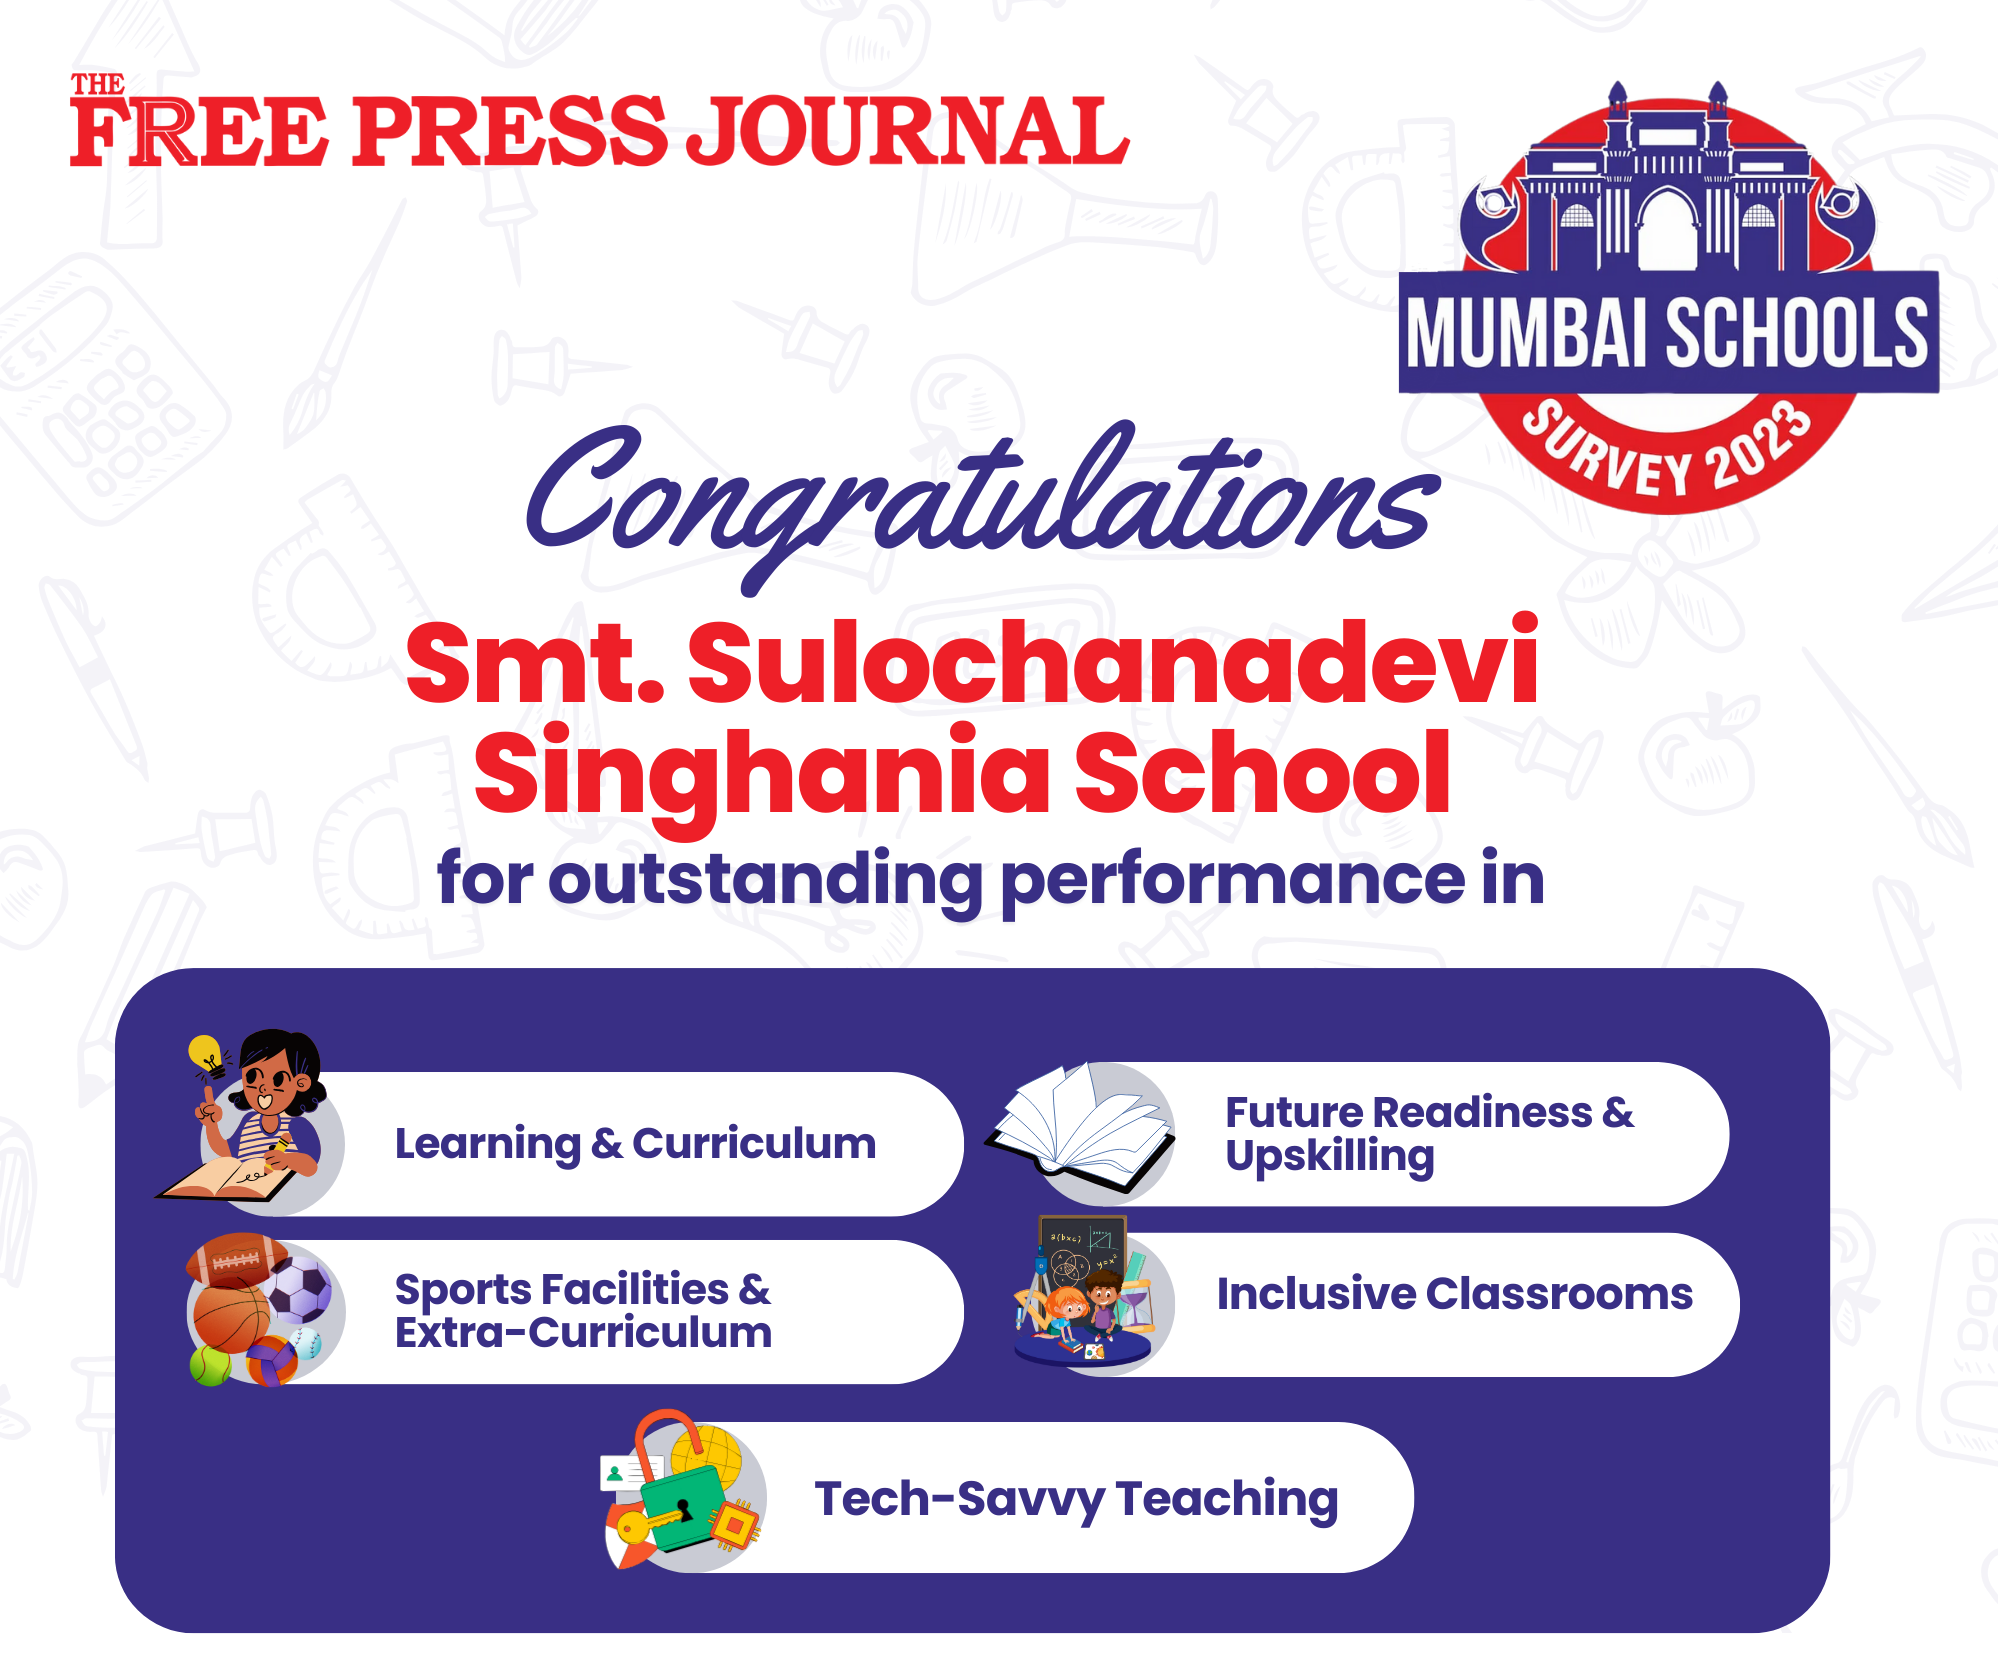 THE
FREE PRESS JOURNAL
MUMBAI SCHOOLS
SURVEY 2023
Congratulations
Smt. Sulochanadevi
Singhania School
for outstanding performance in
Learning & Curriculum
Future Readiness &
Upskilling
Sports Facilities &
Extra-Curriculum
Inclusive Classrooms
Tech-Savvy Teaching